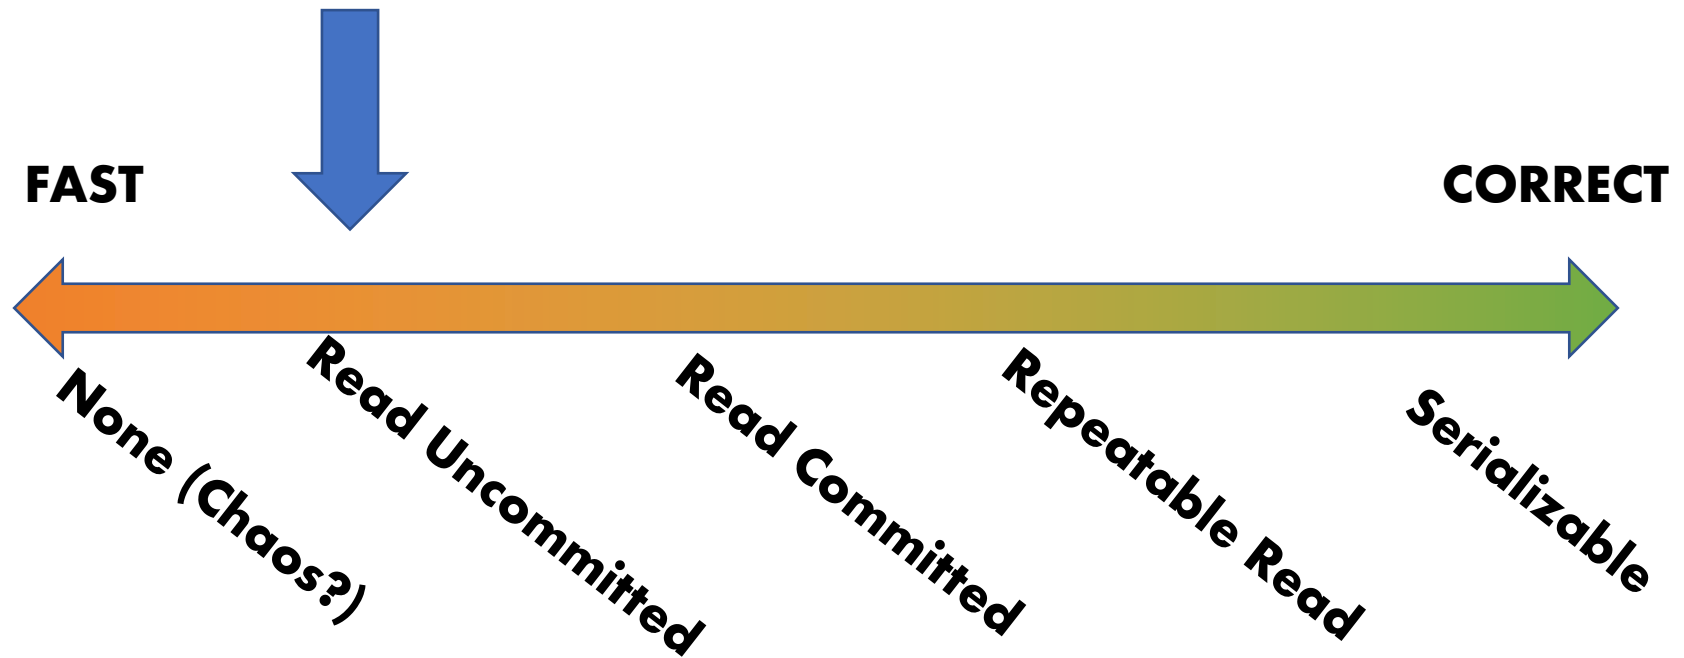 FAST
CORRECT
None (Chaos?)
Read Uncommitted
Read Committed
Repeatable Read
Serializable